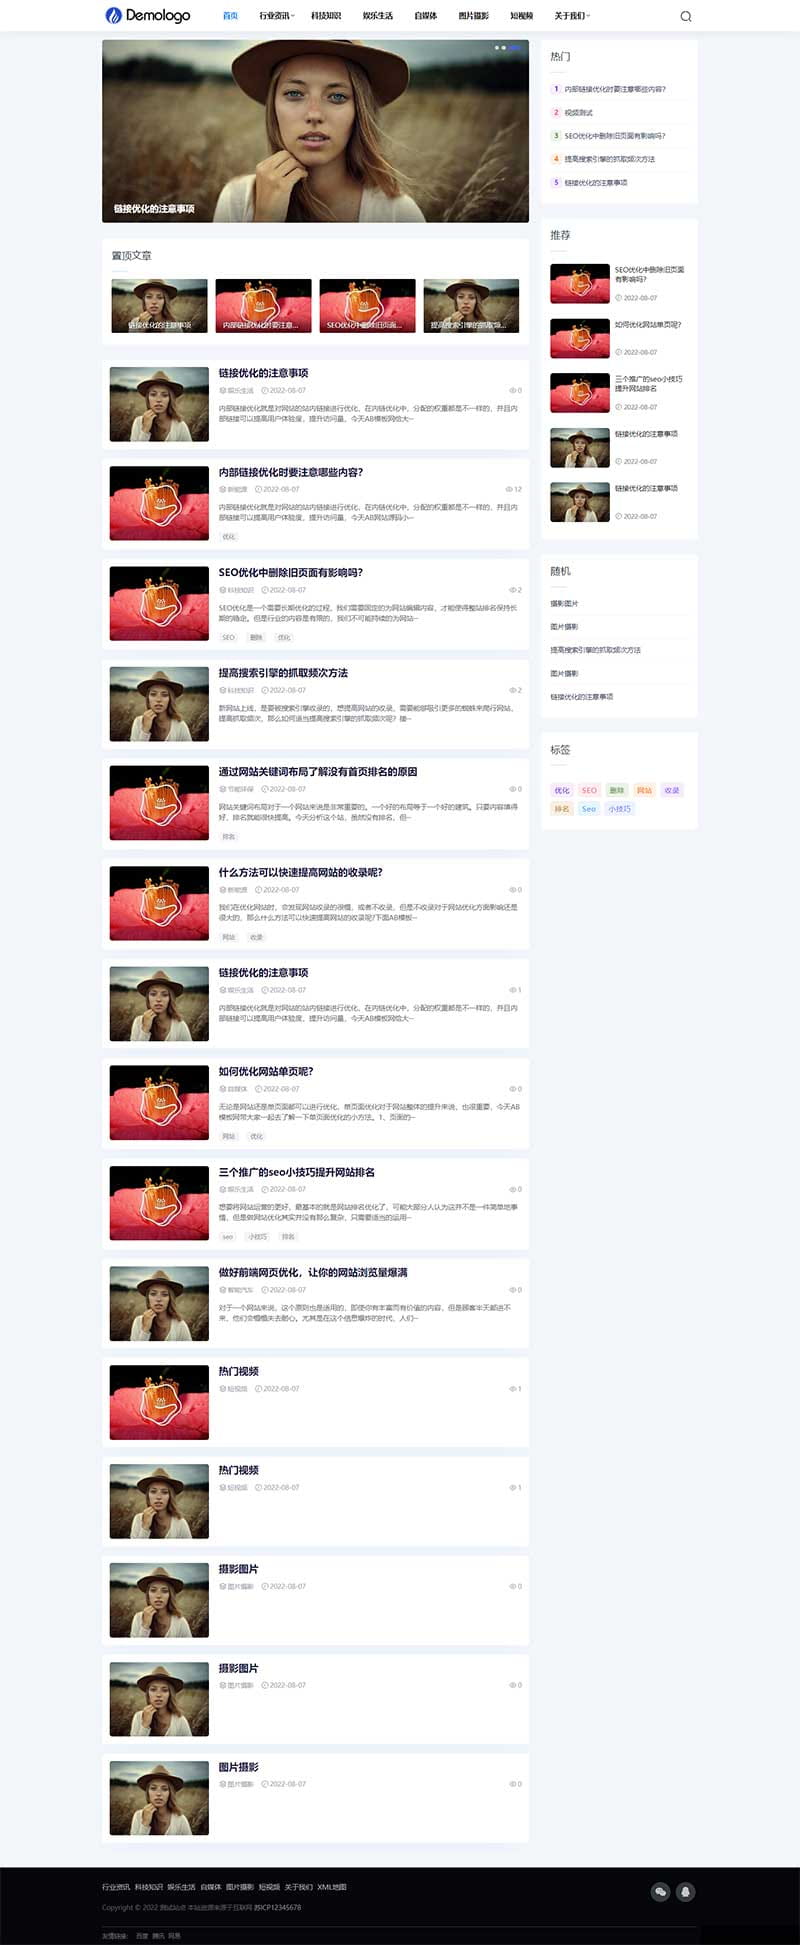 Demologo
首页 行业资讯 科技知识 娱乐生活 自媒体 图片摄影 短视频 关于我们
链接优化的注意事项
置顶文章
链接优化的注意事项
内部链接优化时要注意...
SEO优化中删除旧页面...
提高搜索引擎的抓取频...
链接优化的注意事项
娱乐生活 2022-08-07 0
内部链接优化就是对网站的站内链接进行优化，在内链优化中，分配的权重都是不一样的，并且内
部链接可以提高用户体验度，提升访问量，今天AB模板网给大···
内部链接优化时要注意哪些内容?
新能源 2022-08-07 12
内部链接优化就是对网站的站内链接进行优化，在内链优化中，分配的权重都是不一样的，并且内
部链接可以提高用户体验度，提升访问量，今天AB网站源码小···
优化
SEO优化中删除旧页面有影响吗?
科技知识 2022-08-07 2
SEO优化是一个需要长期优化的过程，我们需要固定的为网站编辑内容，才能使得整站排名保持长
期的稳定。但是行业的内容是有限的，我们不可能持续的为网站···
SEO 删除 优化
提高搜索引擎的抓取频次方法
科技知识 2022-08-07 2
新网站上线，是要被搜索引擎收录的，想提高网站的收录，需要能够吸引更多的蜘蛛来爬行网站，
提高抓取频次，那么如何适当提高搜索引擎的抓取频次呢？接···
通过网站关键词布局了解没有首页排名的原因
节能环保 2022-08-07 0
网站关键词布局对于一个网站来说是非常重要的。一个好的布局等于一个好的建筑。只要内容填得
好，排名就能很快提高。今天分析这个站，虽然没有排名，但···
排名
什么方法可以快速提高网站的收录呢?
新能源 2022-08-07 0
我们在优化网站时，会发现网站收录的很慢，或者不收录，但是不收录对于网站优化方面影响还是
很大的，那么什么方法可以快速提高网站的收录呢?下面AB模板···
网站 收录
链接优化的注意事项
娱乐生活 2022-08-07 1
内部链接优化就是对网站的站内链接进行优化，在内链优化中，分配的权重都是不一样的，并且内
部链接可以提高用户体验度，提升访问量，今天AB模板网给大···
如何优化网站单页呢?
自媒体 2022-08-07 0
无论是网站还是单页面都可以进行优化，单页面优化对于网站整体的提升来说，也很重要，今天AB
模板网带大家一起去了解一下单页面优化的小方法。1、页面的···
网站 优化
三个推广的seo小技巧提升网站排名
娱乐生活 2022-08-07 0
想要将网站运营的更好，最基本的就是网站排名优化了，可能大部分人认为这并不是一件简单地事
情，但是做网站优化其实并没有那么复杂，只需要适当的运用···
seo 小技巧 排名
做好前端网页优化，让你的网站浏览量爆满
智能汽车 2022-08-07 0
对于一个网站来说，这个原则也是适用的，即使你有丰富而有价值的内容，但是顾客半天都进不
来，他们会慢慢失去耐心。尤其是在这个信息爆炸的时代，人们···
热门视频
短视频 2022-08-07 1
热门视频
短视频 2022-08-07 1
摄影图片
图片摄影 2022-08-07 0
摄影图片
图片摄影 2022-08-07 0
图片摄影
图片摄影 2022-08-07 0
热门
1 内部链接优化时要注意哪些内容?
2 视频测试
3 SEO优化中删除旧页面有影响吗?
4 提高搜索引擎的抓取频次方法
5 链接优化的注意事项
推荐
SEO优化中删除旧页面
有影响吗?
2022-08-07
如何优化网站单页呢?
2022-08-07
三个推广的seo小技巧
提升网站排名
2022-08-07
链接优化的注意事项
2022-08-07
链接优化的注意事项
2022-08-07
随机
摄影图片
图片摄影
提高搜索引擎的抓取频次方法
图片摄影
链接优化的注意事项
标签
优化 SEO 删除 网站 收录
排名 Seo 小技巧
行业资讯 科技知识 娱乐生活 自媒体 图片摄影 短视频 关于我们 XML地图
Copyright © 2022 测试站点 本站资源来源于互联网 苏ICP12345678
友情链接: 百度 腾讯 网易